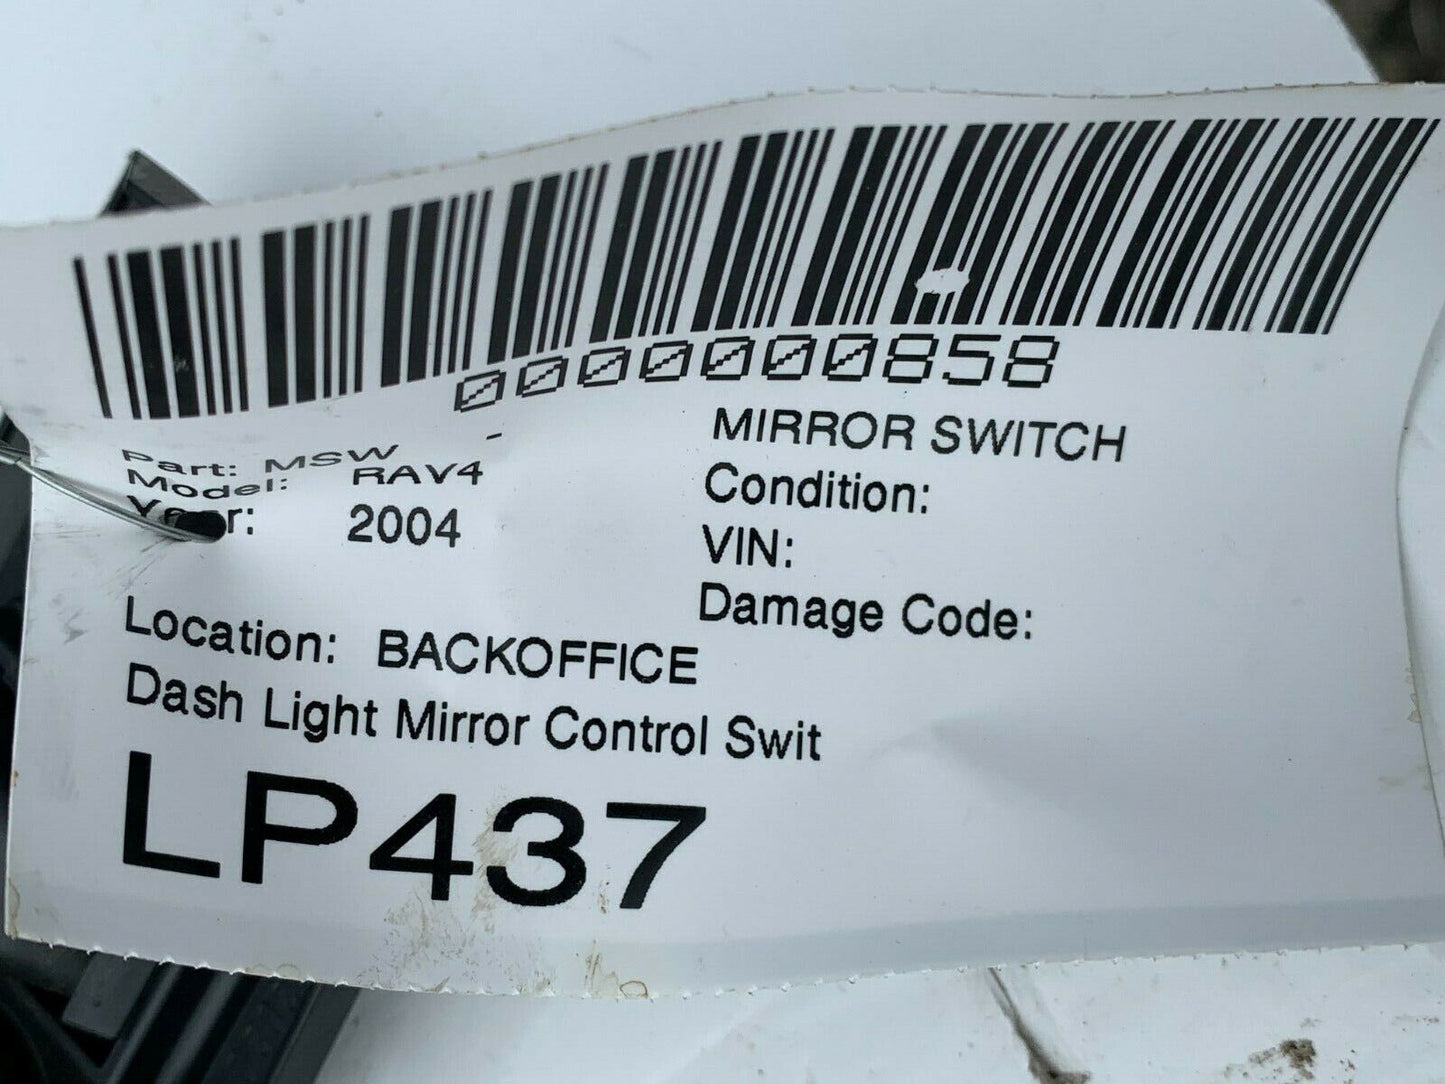 0000000858
Part: MSW -
MIRROR SWITCH
Model: RAV4
Condition:
Year: 2004
VIN:
Damage Code:
Location: BACKOFFICE
Dash Light Mirror Control Swit
LP437